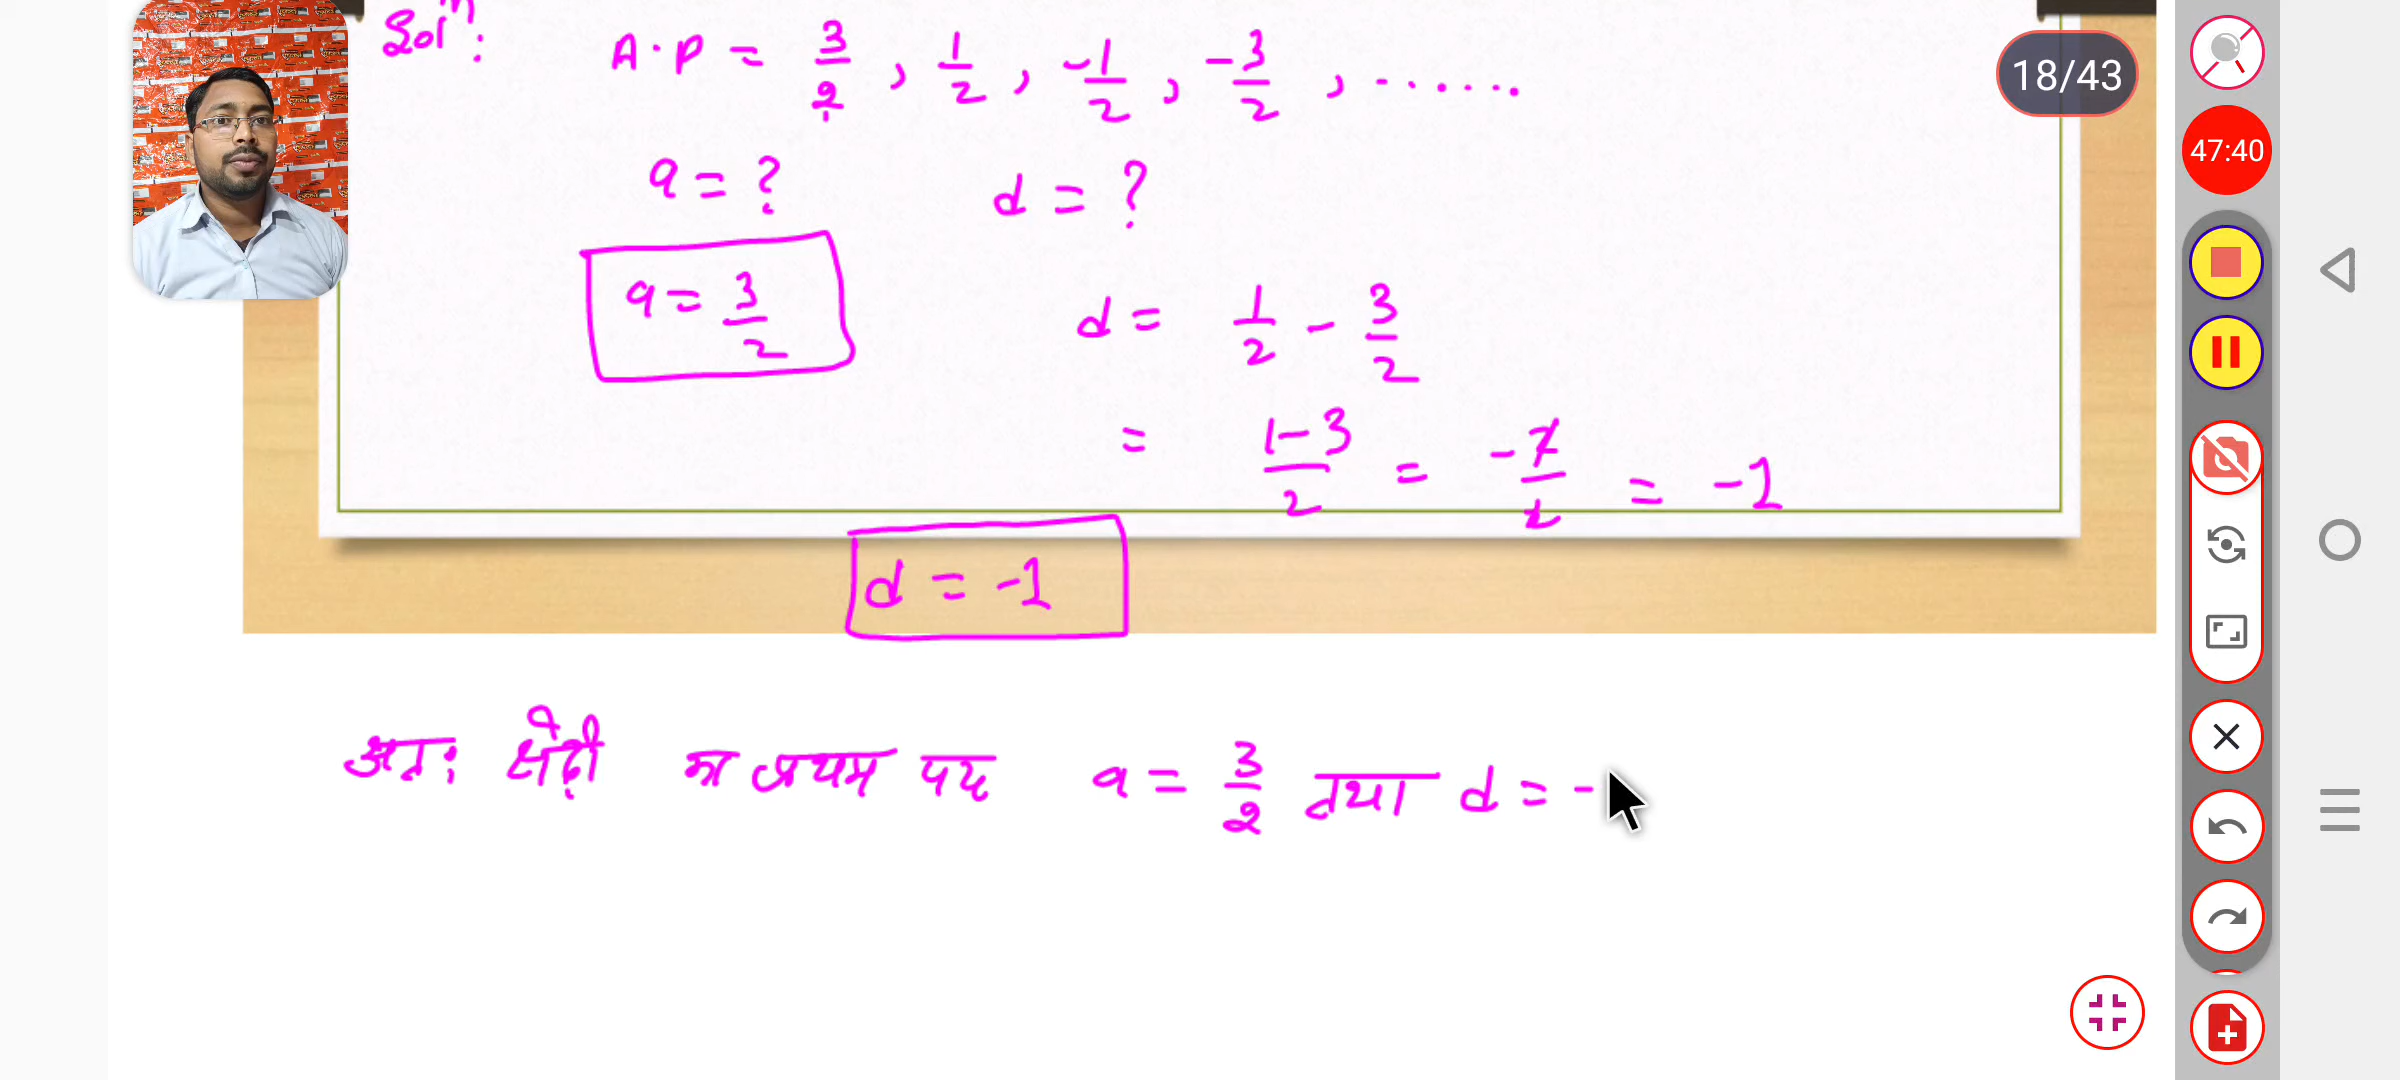 Solⁿ:
A.P = 3/2, 1/2, -1/2, -3/2, ......
18/43
47:40
a = ? d = ?
a = 3/2
d = 1/2 - 3/2
= 1-3/2 = -2/2 = -1
d = -1
अतः श्रेढ़ी का प्रथम पद a = 3/2 तथा d = -